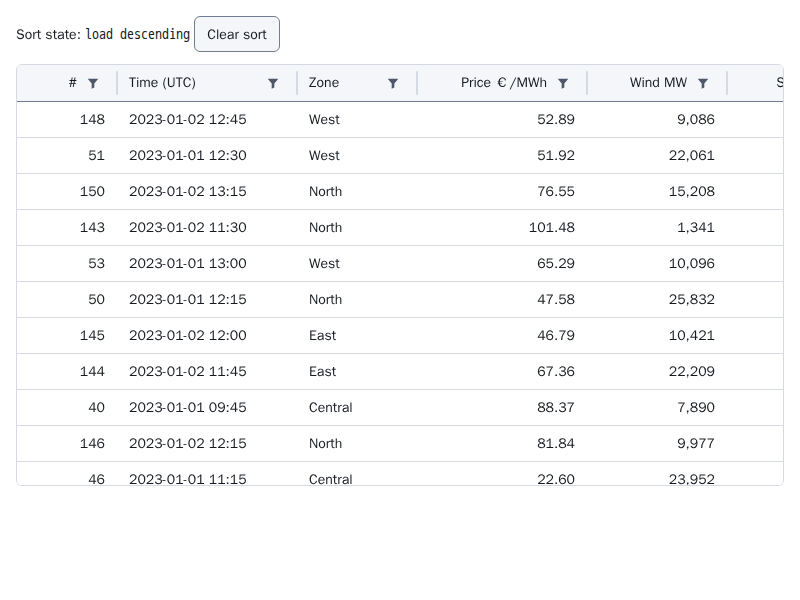 Sort state: load descending Clear sort
# Time (UTC) Zone Price €/MWh Wind MW S
148 2023-01-02 12:45 West 52.89 9,086
51 2023-01-01 12:30 West 51.92 22,061
150 2023-01-02 13:15 North 76.55 15,208
143 2023-01-02 11:30 North 101.48 1,341
53 2023-01-01 13:00 West 65.29 10,096
50 2023-01-01 12:15 North 47.58 25,832
145 2023-01-02 12:00 East 46.79 10,421
144 2023-01-02 11:45 East 67.36 22,209
40 2023-01-01 09:45 Central 88.37 7,890
146 2023-01-02 12:15 North 81.84 9,977
46 2023-01-01 11:15 Central 22.60 23,952